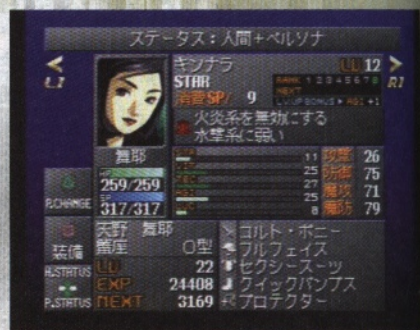 ステータス：人間＋ペルソナ
L1
R1
キンナラ
LU 12
STAR
消費SP/ 9
RANK 1 2 3 4 5 6 7 8
NEXT
LV.UP BONUS ▶ AGI +1
火炎系を無効にする
水撃系に弱い
舞耶
11
25
27
25
8
攻撃 26
防御 75
魔攻 71
魔防 79
HP
259/259
SP
317/317
P.CHANGE
装備
H.STATUS
P.STATUS
天野 舞耶
蟹座 O型
LU 22
EXP 24408
NEXT 3169
コルト・ポニー
フルフェイス
セクシースーツ
クイックパンプス
プロテクター